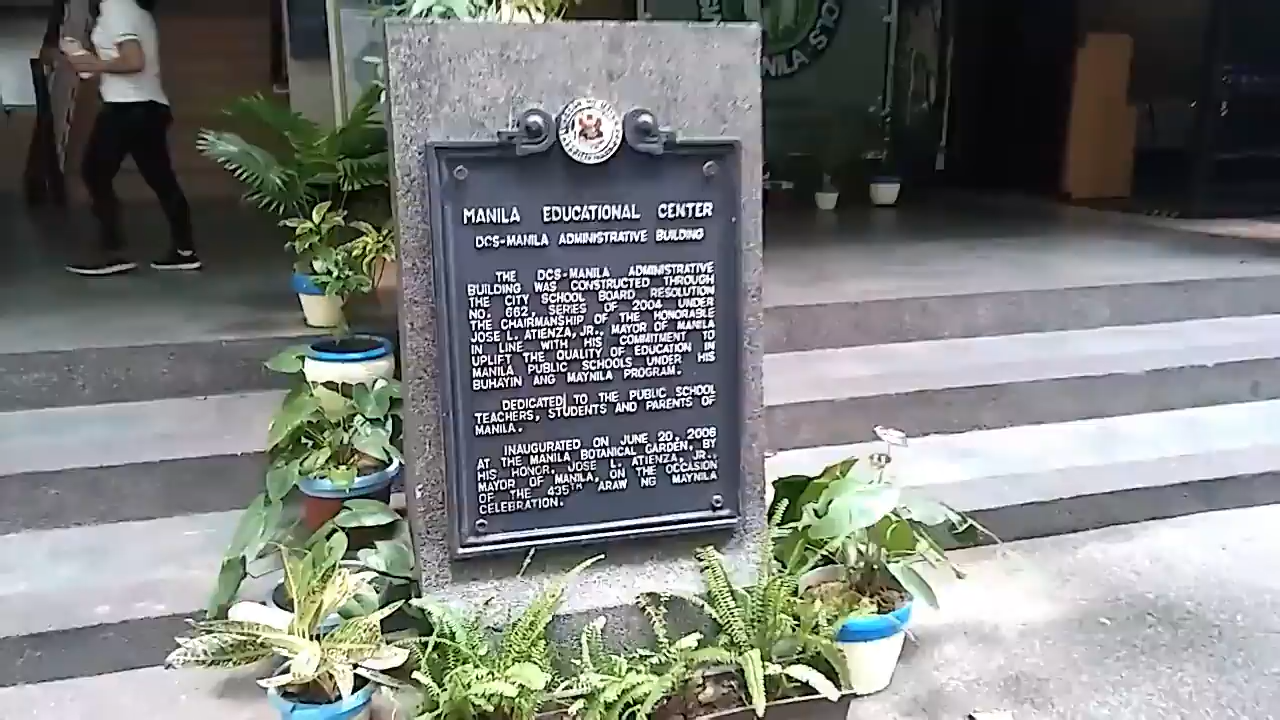 MANILA EDUCATIONAL CENTER
DCS-MANILA ADMINISTRATIVE BUILDING
THE DCS-MANILA ADMINISTRATIVE
BUILDING WAS CONSTRUCTED THROUGH
THE CITY SCHOOL BOARD RESOLUTION
NO. 662, SERIES OF 2004 UNDER
THE CHAIRMANSHIP OF THE HONORABLE
JOSE L. ATIENZA, JR., MAYOR OF MANILA
IN LINE WITH HIS COMMITMENT TO
UPLIFT THE QUALITY OF EDUCATION IN
MANILA PUBLIC SCHOOLS UNDER HIS
BUHAYIN ANG MAYNILA PROGRAM.
DEDICATED TO THE PUBLIC SCHOOL
TEACHERS, STUDENTS AND PARENTS OF
MANILA.
INAUGURATED ON JUNE 20, 2006
AT THE MANILA BOTANICAL GARDEN, BY
HIS HONOR, JOSE L. ATIENZA, JR.,
MAYOR OF MANILA, ON THE OCCASION
OF THE 435TH ARAW NG MAYNILA
CELEBRATION.